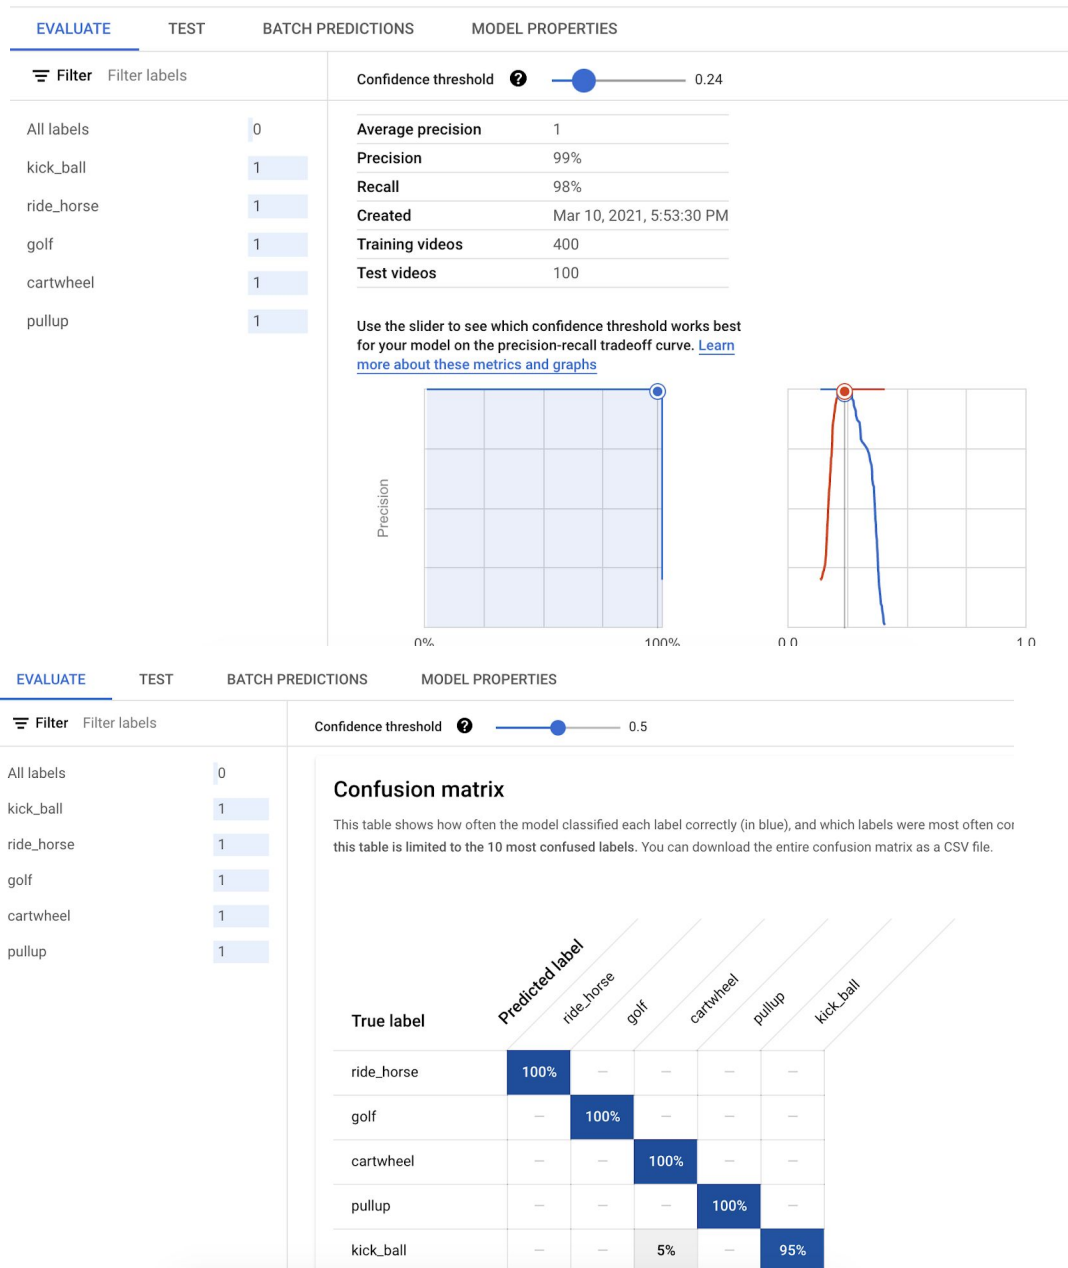 EVALUATE TEST BATCH PREDICTIONS MODEL PROPERTIES
Filter Filter labels
Confidence threshold ? 0.24
All labels 0
kick_ball 1
ride_horse 1
golf 1
cartwheel 1
pullup 1
Average precision 1
Precision 99%
Recall 98%
Created Mar 10, 2021, 5:53:30 PM
Training videos 400
Test videos 100
Use the slider to see which confidence threshold works best
for your model on the precision-recall tradeoff curve. Learn
more about these metrics and graphs
Precision
0% 100% 0.0 1.0
EVALUATE TEST BATCH PREDICTIONS MODEL PROPERTIES
Filter Filter labels
Confidence threshold ? 0.5
All labels 0
kick_ball 1
ride_horse 1
golf 1
cartwheel 1
pullup 1
Confusion matrix
This table shows how often the model classified each label correctly (in blue), and which labels were most often
this table is limited to the 10 most confused labels. You can download the entire confusion matrix as a CSV file.
True label Predicted label ride_horse golf cartwheel pullup kick_ball
ride_horse 100% – – – –
golf – 100% – – –
cartwheel – – 100% – –
pullup – – – 100% –
kick_ball – – 5% – 95%